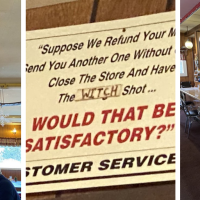 "Suppose We Refund Your M
end You Another One Without
Close The Store And Have
The WITCH Shot ...
WOULD THAT BE
SATISFACTORY?"
STOMER SERVICE